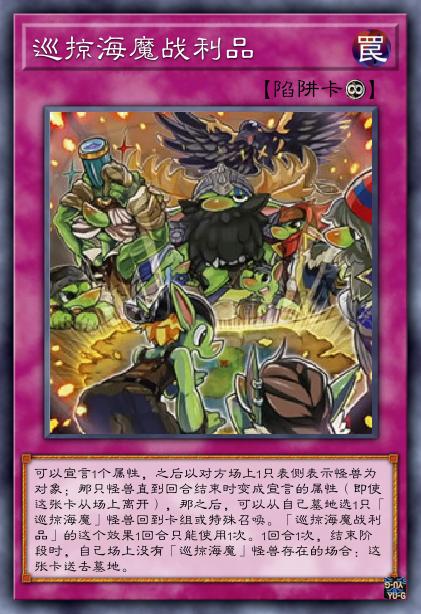 巡掠海魔战利品
罠
【陷阱卡♾】
可以宣言1个属性，之后以对方场上1只表侧表示怪兽为
对象；那只怪兽直到回合结束时变成宣言的属性（即使
这张卡从场上离开），那之后，可以从自己墓地选1只「
巡掠海魔」怪兽回到卡组或特殊召唤。「巡掠海魔战利
品」的这个效果1回合只能使用1次。1回合1次，结束阶
段时，自己场上没有「巡掠海魔」怪兽存在的场合：这
张卡送去墓地。
YU-G